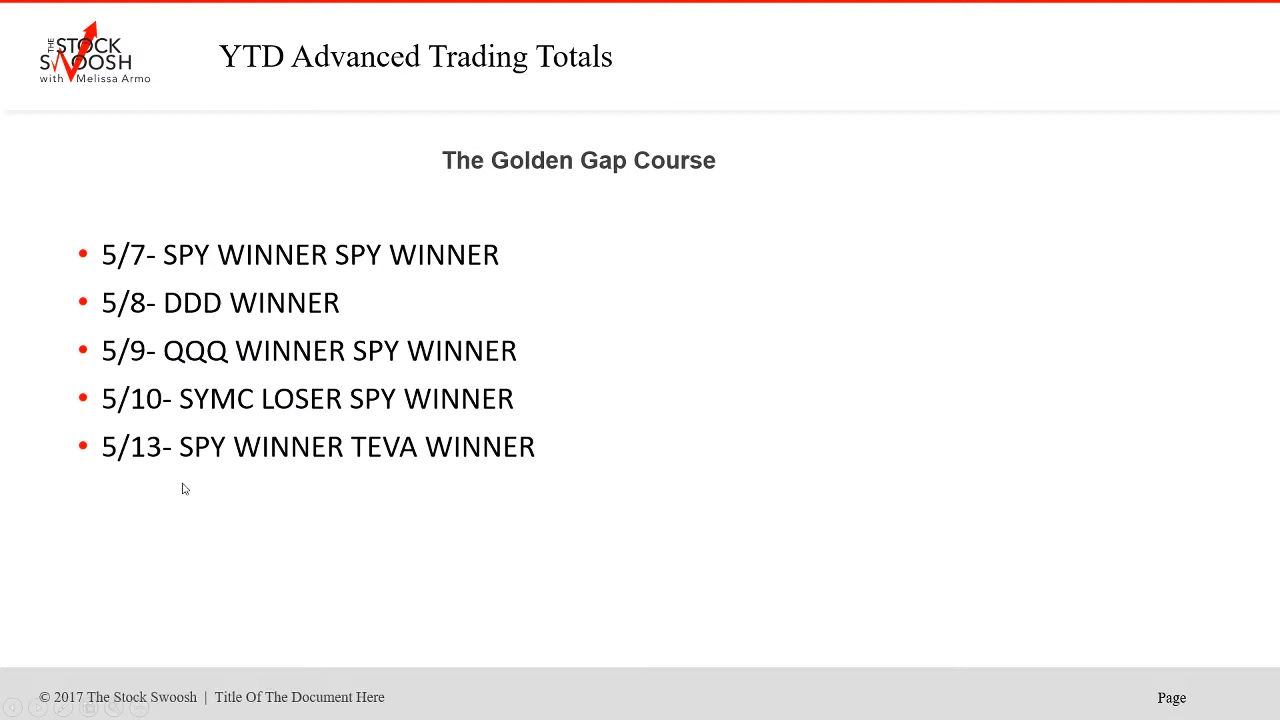 THE STOCK
SWOOSH
with Melissa Armo
YTD Advanced Trading Totals
The Golden Gap Course
• 5/7- SPY WINNER SPY WINNER
• 5/8- DDD WINNER
• 5/9- QQQ WINNER SPY WINNER
• 5/10- SYMC LOSER SPY WINNER
• 5/13- SPY WINNER TEVA WINNER
© 2017 The Stock Swoosh | Title Of The Document Here
Page